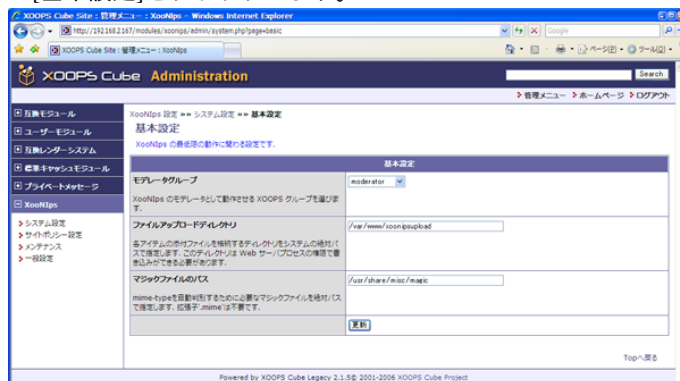 XOOPS Cube Site : 管理メニュー : XooNIps - Windows Internet Explorer
http://192.168.2.167/modules/xoonips/admin/system.php?page=basic
Google
XOOPS Cube Site : 管理メニュー : XooNIps
ページ(P)
ツール(O)
XOOPS Cube Administration
Search
管理メニュー
ホームページ
ログアウト
互換モジュール
ユーザーモジュール
互換レンダーシステム
標準キャッシュモジュール
プライベートメッセージ
XooNIps
システム設定
サイトポリシー設定
メンテナンス
一般設定
XooNIps 設定 »» システム設定 »» 基本設定
基本設定
XooNIps の最低限の動作に関わる設定です.
基本設定
モデレータグループ
XooNIps のモデレータとして動作させる XOOPS グループを選びま
す.
moderator
ファイルアップロードディレクトリ
各アイテムの添付ファイルを格納するディレクトリをシステムの絶対パ
スで指定します. このディレクトリは Web サーバプロセスの権限で書
き込みができる必要があります.
/var/www/xoonipsupload
マジックファイルのパス
mime-typeを自動判別するために必要なマジックファイルを絶対パス
で指定します. 拡張子'.mime'は不要です.
/usr/share/misc/magic
更新
Topへ戻る
Powered by XOOPS Cube Legacy 2.1.5© 2001-2006 XOOPS Cube Project